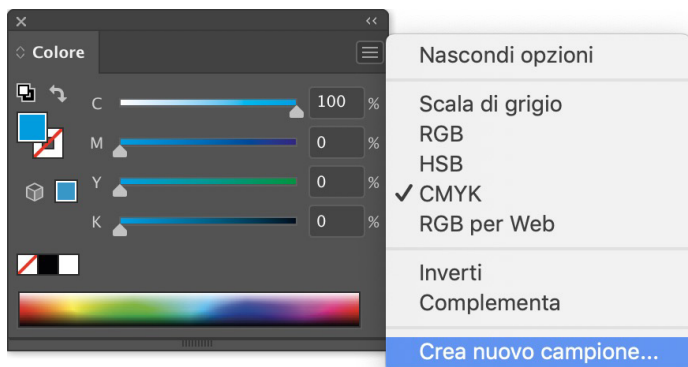 Colore
C 100 %
M 0 %
Y 0 %
K 0 %
Nascondi opzioni
Scala di grigio
RGB
HSB
CMYK
RGB per Web
Inverti
Complementa
Crea nuovo campione...